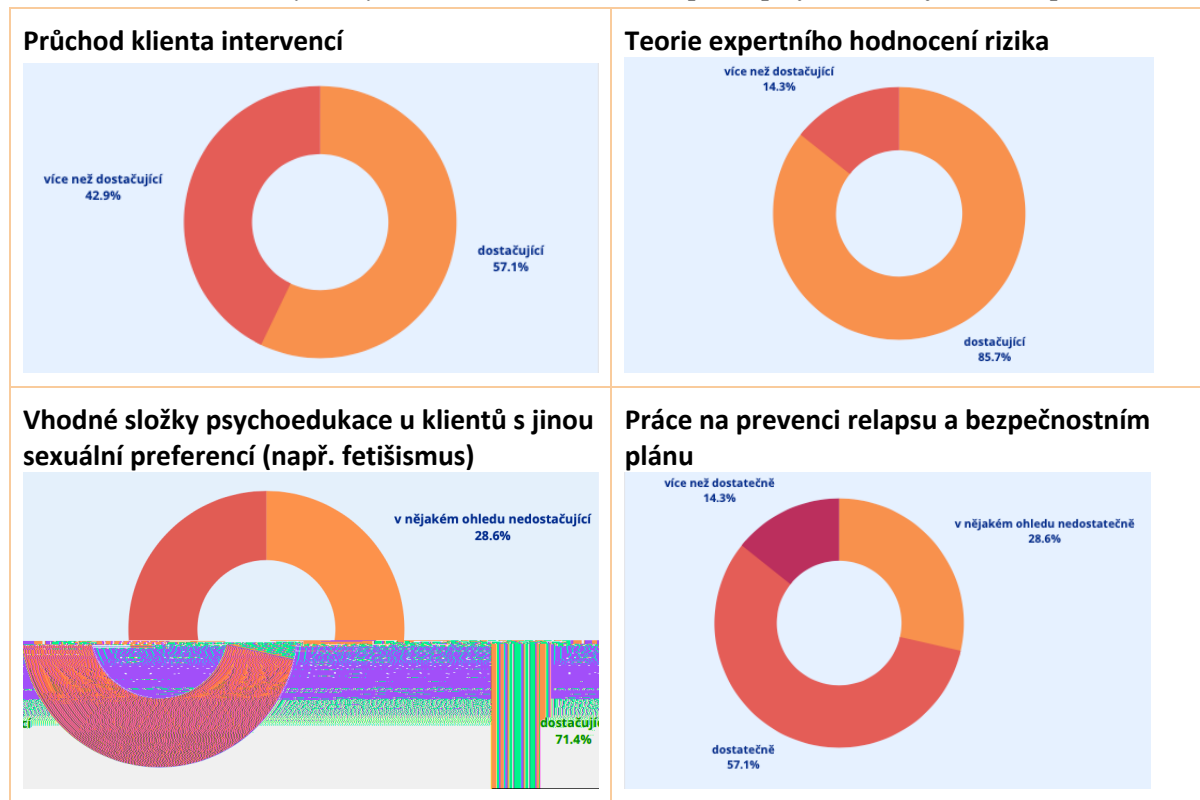 Průchod klienta intervencí
více než dostačující
42.9%
dostačující
57.1%
Teorie expertního hodnocení rizika
více než dostačující
14.3%
dostačující
85.7%
Vhodné složky psychoedukace u klientů s jinou
sexuální preferencí (např. fetišismus)
v nějakém ohledu nedostačující
28.6%
71.4%
Práce na prevenci relapsu a bezpečnostním
plánu
více než dostatečně
14.3%
v nějakém ohledu nedostatečně
28.6%
dostatečně
57.1%